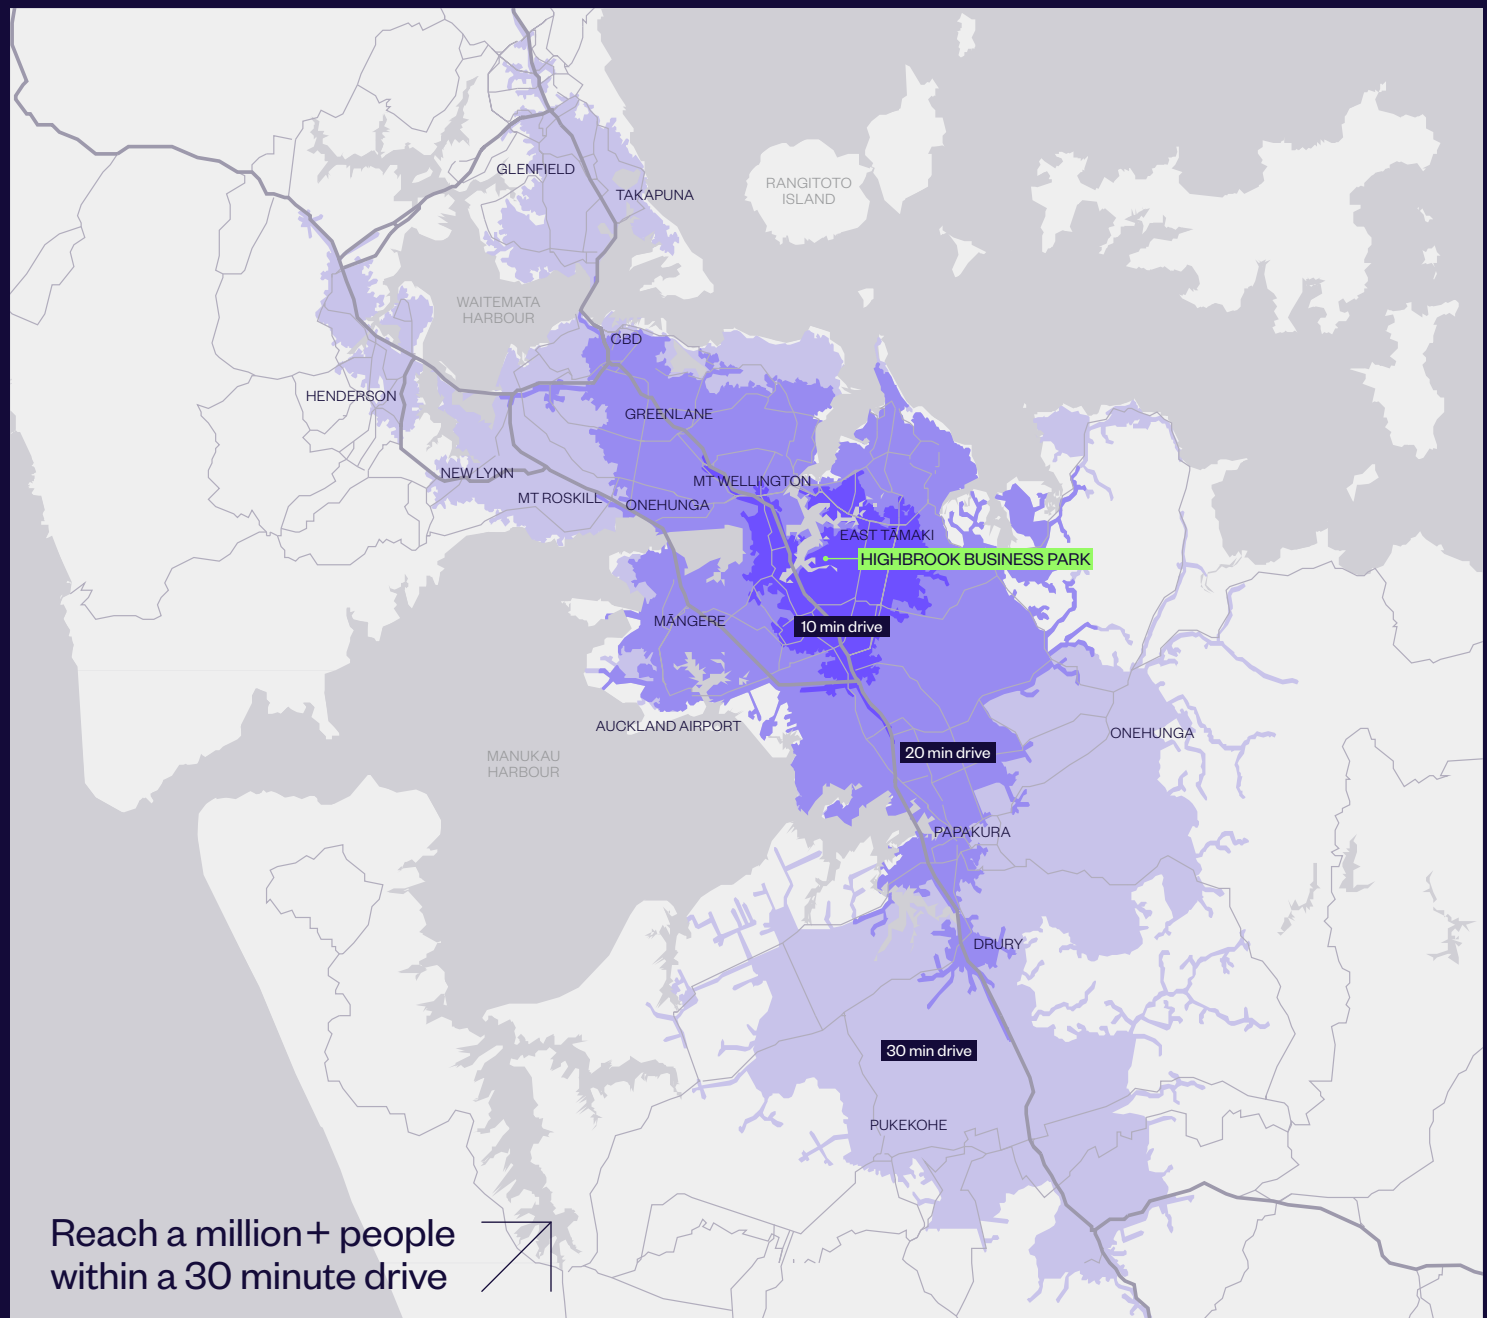 GLENFIELD
TAKAPUNA
RANGITOTO
ISLAND
WAITEMATA
HARBOUR
CBD
HENDERSON
GREENLANE
NEW LYNN
MT WELLINGTON
MT ROSKILL
ONEHUNGA
EAST TĀMAKI
HIGHBROOK BUSINESS PARK
MĀNGERE
10 min drive
AUCKLAND AIRPORT
ONEHUNGA
MANUKAU
HARBOUR
20 min drive
PAPAKURA
DRURY
30 min drive
PUKEKOHE
Reach a million+ people
within a 30 minute drive